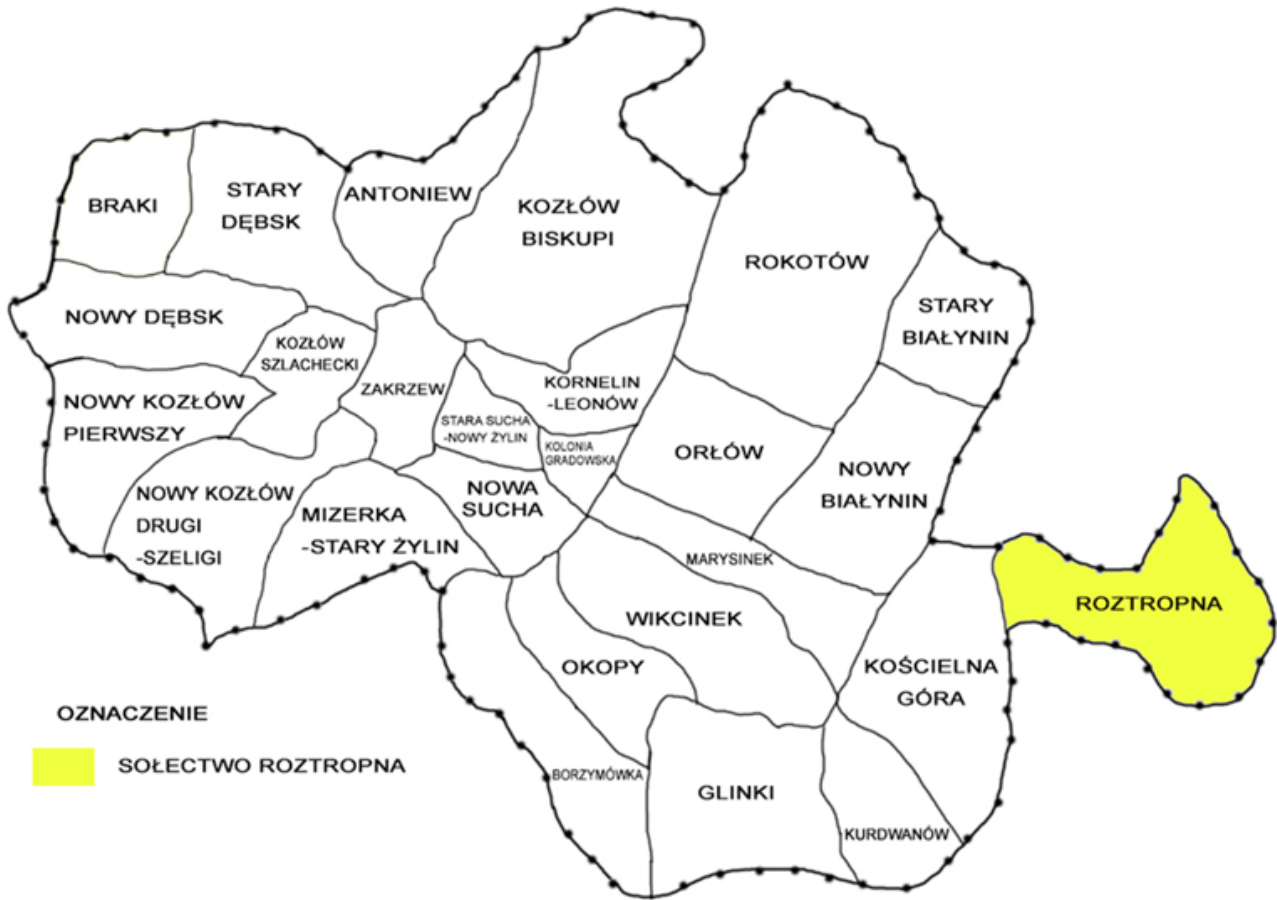 BRAKI
STARY
DĘBSK
ANTONIEW
KOZŁÓW
BISKUPI
ROKOTÓW
STARY
BIAŁYNIN
NOWY DĘBSK
KOZŁÓW
SZLACHECKI
ZAKRZEW
KORNELIN
-LEONÓW
NOWY KOZŁÓW
PIERWSZY
STARA SUCHA
-NOWY ŻYLIN
KOLONIA
GRADOWSKA
ORŁÓW
NOWY
BIAŁYNIN
NOWY KOZŁÓW
DRUGI
-SZELIGI
MIZERKA
-STARY ŻYLIN
NOWA
SUCHA
MARYSINEK
ROZTROPNA
WIKCINEK
OKOPY
KOŚCIELNA
GÓRA
BORZYMÓWKA
GLINKI
KURDWANÓW
OZNACZENIE
SOŁECTWO ROZTROPNA